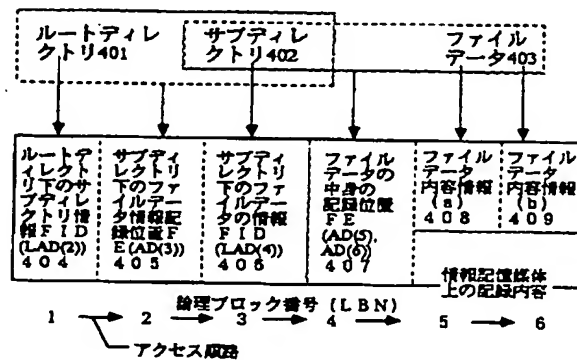 ルートディレ
クトリ401
サブディレ
クトリ402
ファイル
データ403
ルートデ
ィレクト
リ下のサ
ブディレ
クトリ情
報FID
(LAD(2))
404
サブディ
レクトリ
下のファ
イルデー
タ情報記
録位置F
E(AD(3))
405
サブディ
レクトリ
下のファ
イルデー
タの情報
FID
(LAD(4))
406
ファイル
データの
中身の
記録位置
FE
(AD(5),
AD(6))
407
ファイル
データ
内容情報
(a)
408
ファイル
データ
内容情報
(b)
409
情報記憶媒体
上の記録内容
論理ブロック番号(LBN)
1 2 3 4 5 6
アクセス順路